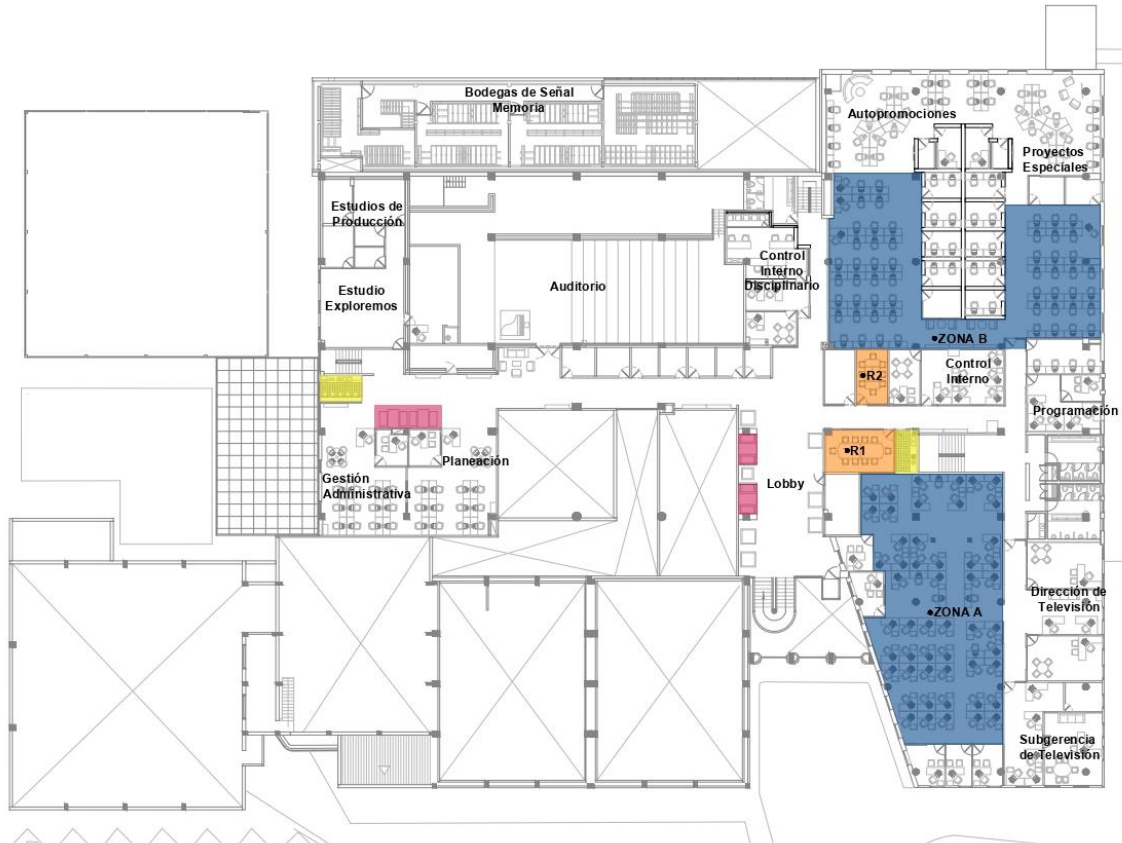 Bodegas de Señal
Memoria
Autopromociones
Proyectos
Especiales
Estudios de
Producción
Control
Interno
Disciplinario
Estudio
Exploremos
Auditorio
ZONA B
R2
Control
Interno
Programación
R1
Planeación
Gestión
Administrativa
Lobby
Dirección de
Televisión
ZONA A
Subgerencia
de Televisión